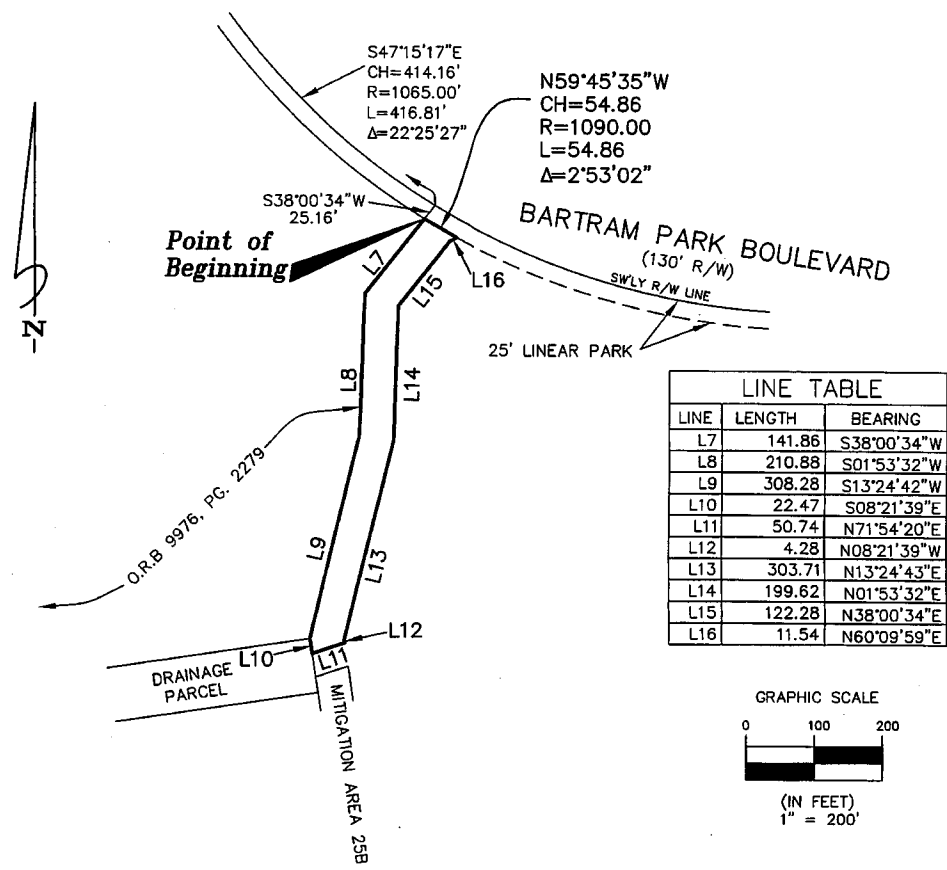 S47°15'17"E
CH=414.16'
R=1065.00'
L=416.81'
Δ=22°25'27"
N59°45'35"W
CH=54.86
R=1090.00
L=54.86
Δ=2°53'02"
S38°00'34"W
25.16'
Point of
Beginning
BARTRAM PARK BOULEVARD
(130' R/W)
SW'LY R/W LINE
25' LINEAR PARK
L7
L15
L16
L8
L14
N
O.R.B 9976, PG. 2279
L9
L13
L12
L10
L11
DRAINAGE
PARCEL
MITIGATION AREA 25B
LINE TABLE
LINE LENGTH BEARING
L7 141.86 S38°00'34"W
L8 210.88 S01°53'32"W
L9 308.28 S13°24'42"W
L10 22.47 S08°21'39"E
L11 50.74 N71°54'20"E
L12 4.28 N08°21'39"W
L13 303.71 N13°24'43"E
L14 199.62 N01°53'32"E
L15 122.28 N38°00'34"E
L16 11.54 N60°09'59"E
GRAPHIC SCALE
0 100 200
(IN FEET)
1" = 200'